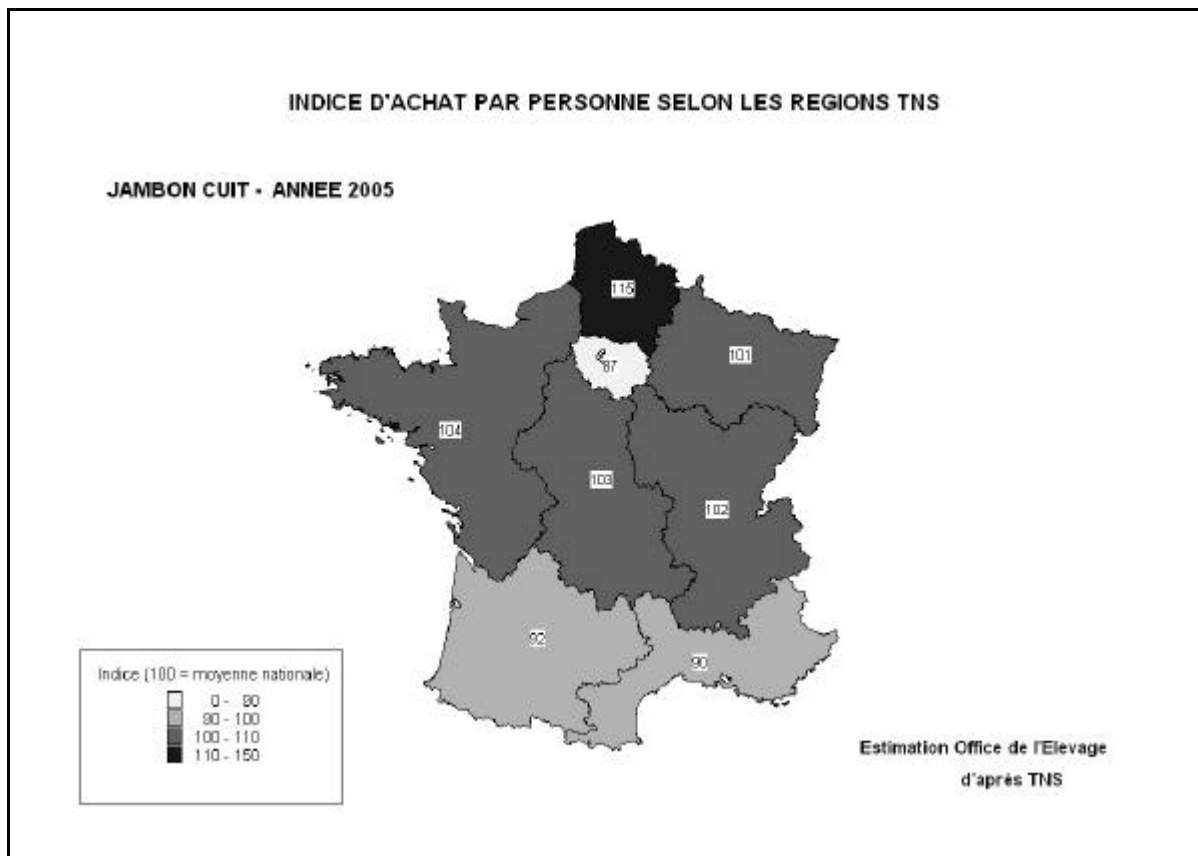 INDICE D'ACHAT PAR PERSONNE SELON LES REGIONS TNS
JAMBON CUIT - ANNEE 2005
115
101
87
104
103
102
92
90
Indice (100 = moyenne nationale)
0 - 90
90 - 100
100 - 110
110 - 150
Estimation Office de l'Elevage
d'après TNS